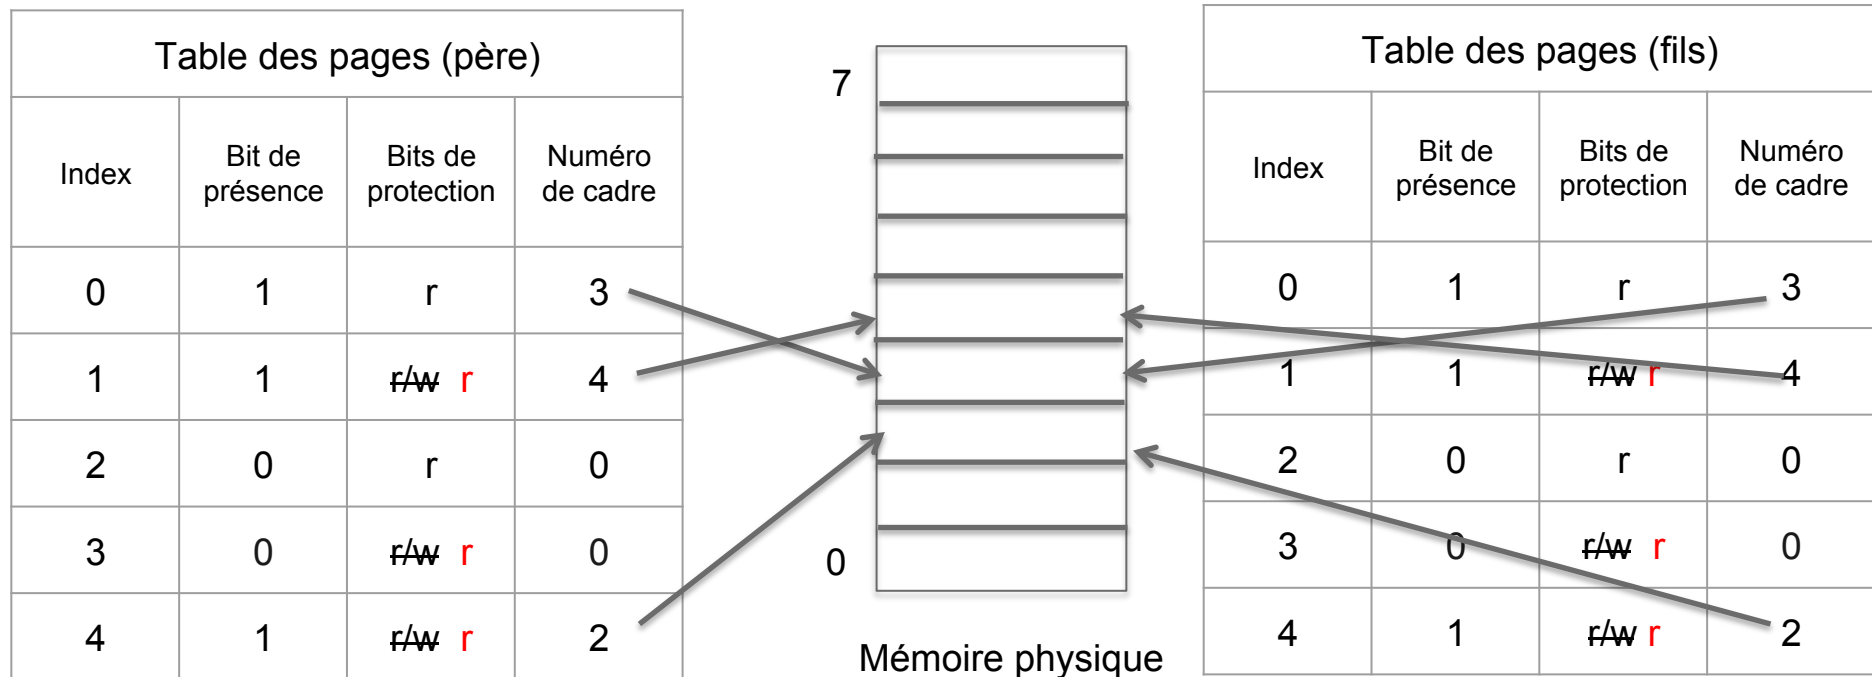 Table des pages (père)
Index Bit de présence Bits de protection Numéro de cadre
0 1 r 3
1 1 r/w r 4
2 0 r 0
3 0 r/w r 0
4 1 r/w r 2
7
0
Mémoire physique
Table des pages (fils)
Index Bit de présence Bits de protection Numéro de cadre
0 1 r 3
1 1 r/w r 4
2 0 r 0
3 0 r/w r 0
4 1 r/w r 2